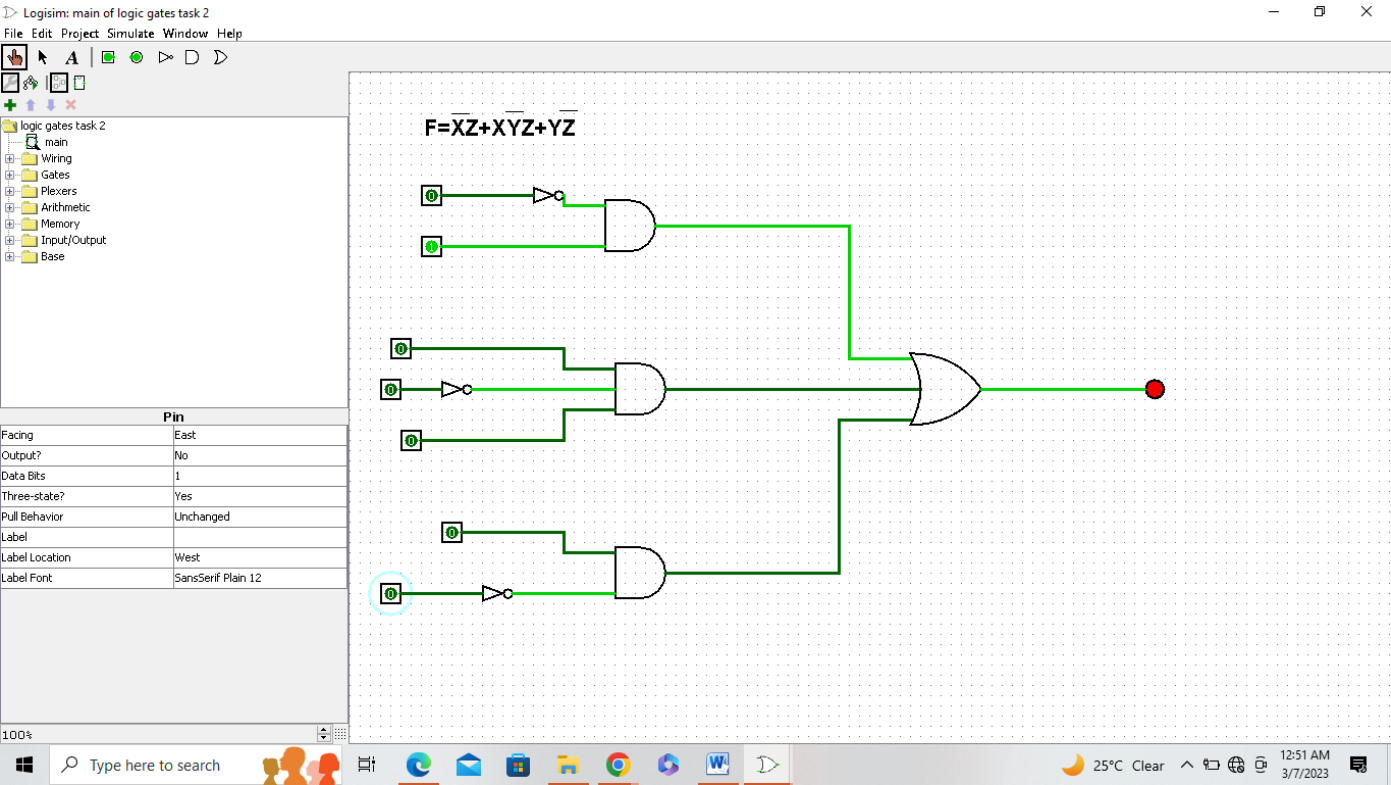 Logisim: main of logic gates task 2
File Edit Project Simulate Window Help
A
logic gates task 2
main
Wiring
Gates
Plexers
Arithmetic
Memory
Input/Output
Base
Pin
Facing East
Output? No
Data Bits 1
Three-state? Yes
Pull Behavior Unchanged
Label
Label Location West
Label Font SansSerif Plain 12
100%
F=X̅Z+XY̅Z+YZ̅
0
1
0
0
0
0
0
Type here to search
25°C Clear
12:51 AM
3/7/2023